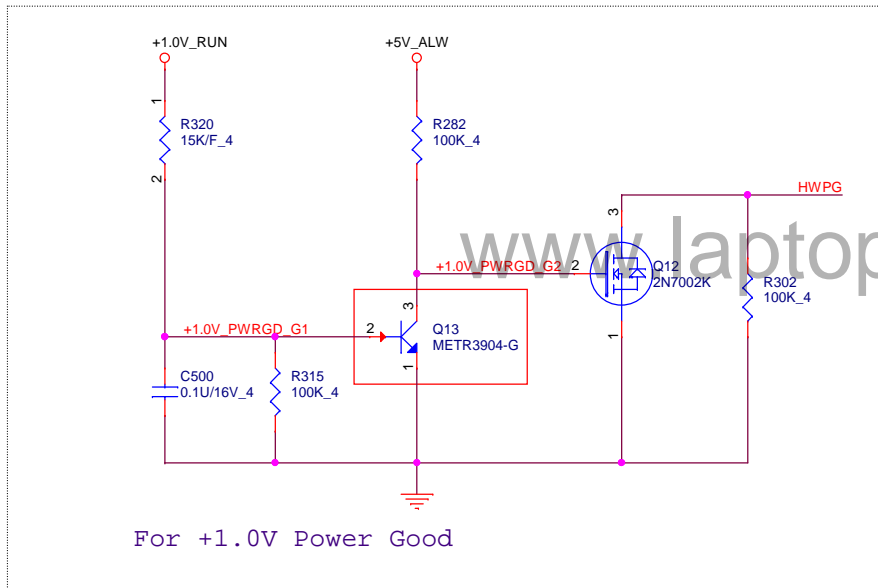 +1.0V_RUN
+5V_ALW
1
R320
15K/F_4
2
R282
100K_4
HWPG
3
www.laptop
+1.0V_PWRGD_G2
2
Q12
2N7002K
R302
100K_4
3
+1.0V_PWRGD_G1
2
Q13
METR3904-G
1
1
C500
0.1U/16V_4
R315
100K_4
For +1.0V Power Good